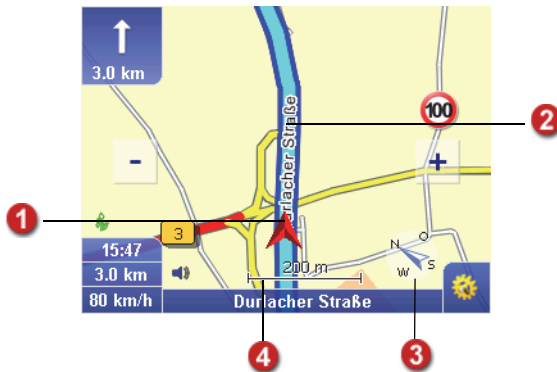 3.0 km
100
2
Durlacher Straße
-
+
1
3
15:47
3.0 km
80 km/h
200 m
N
O
S
W
Durlacher Straße
4
3